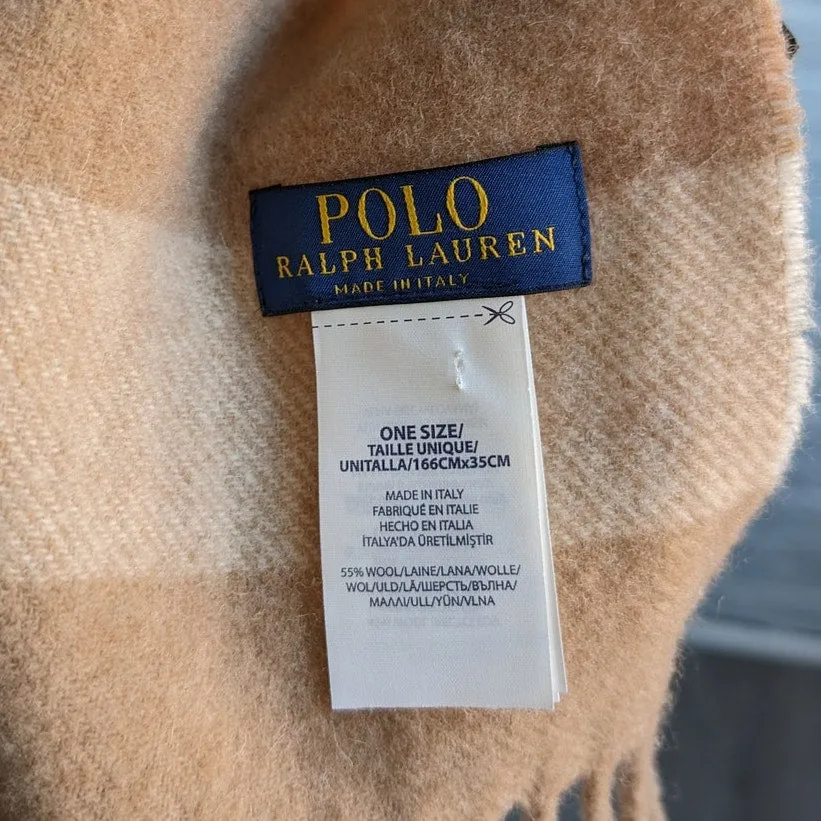 POLO
RALPH LAUREN
MADE IN ITALY
ONE SIZE/
TAILLE UNIQUE/
UNITALLA/166CMx35CM
MADE IN ITALY
FABRIQUÉ EN ITALIE
HECHO EN ITALIA
İTALYA'DA ÜRETİLMİŞTİR
55% WOOL/LAINE/LANA/WOLLE/
WOL/ULD/LÃ/ШЕРСТЬ/ВЪЛНА/
ΜΑΛΛΙ/ULL/YÜN/VLNA